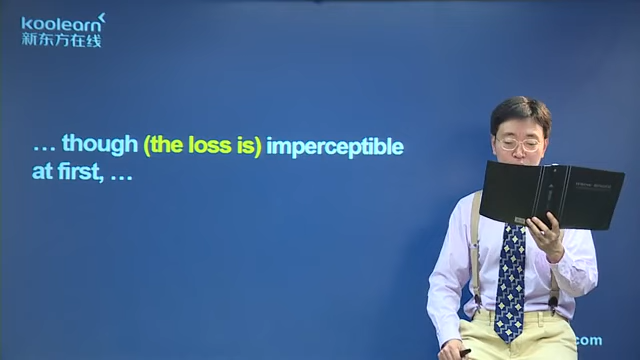 koolearn
新东方在线
… though (the loss is) imperceptible
at first, …
com